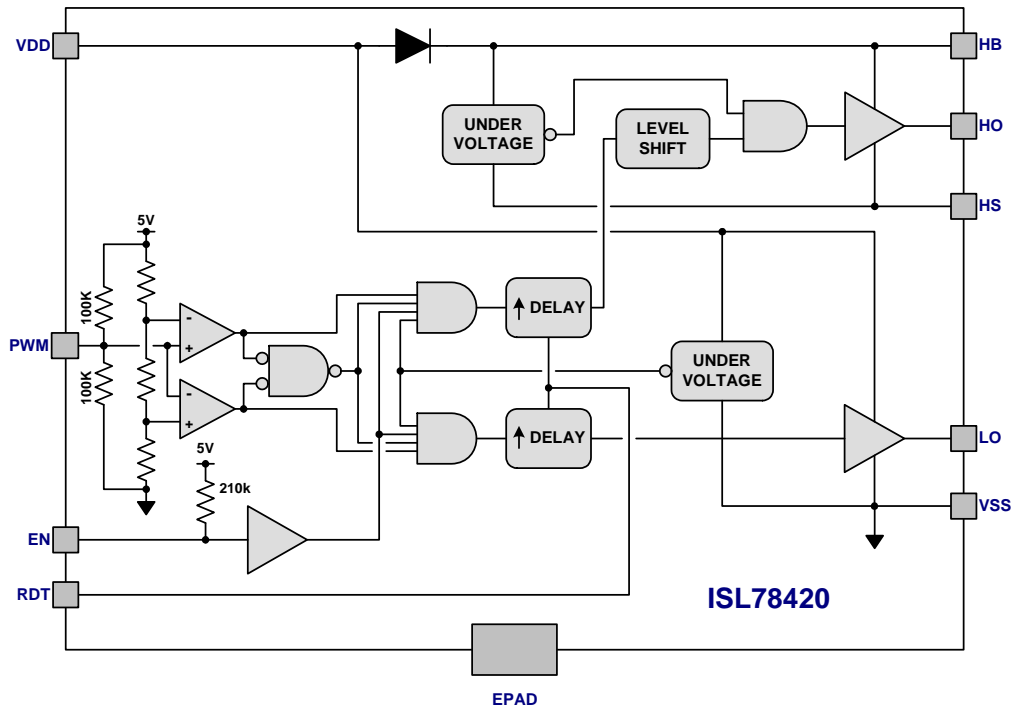 VDD
HB
UNDER
VOLTAGE
LEVEL
SHIFT
HO
HS
5V
100K
100K
PWM
-
+
-
+
DELAY
UNDER
VOLTAGE
DELAY
LO
5V
210k
VSS
EN
RDT
ISL78420
EPAD